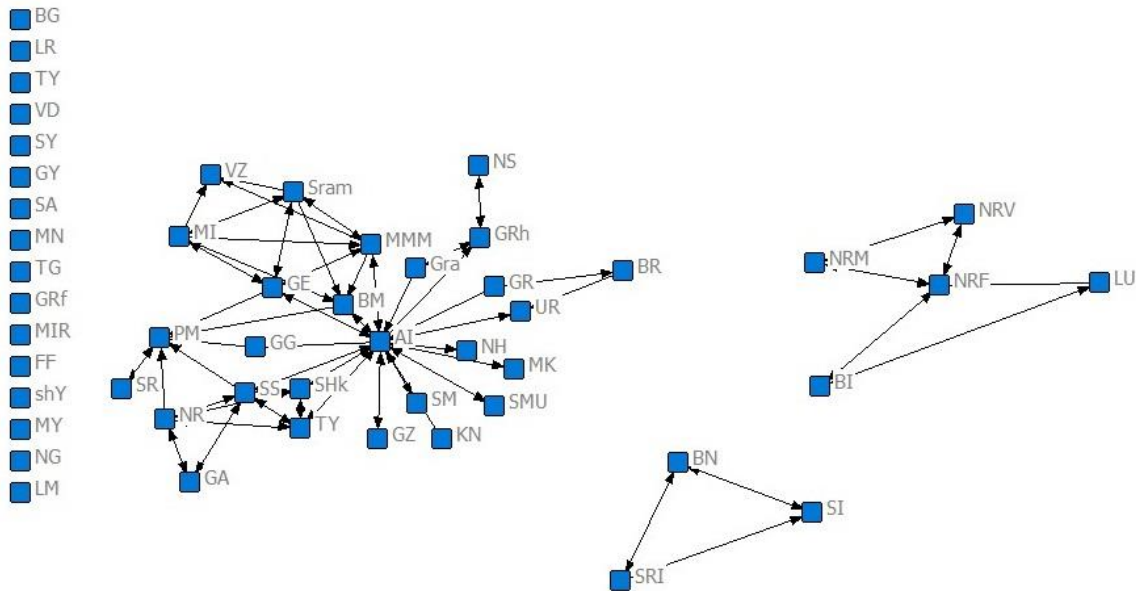 BG
LR
TY
VD
SY
GY
SA
MN
TG
GRf
MIR
FF
shY
MY
NG
LM
VZ
Sram
MI
MMM
GE
BM
NS
GRh
Gra
GR
BR
UR
PM
GG
AI
NH
MK
SR
SS
SHk
SM
SMU
NR
TY
GZ
KN
GA
NRV
NRM
NRF
LU
BI
BN
SI
SRI